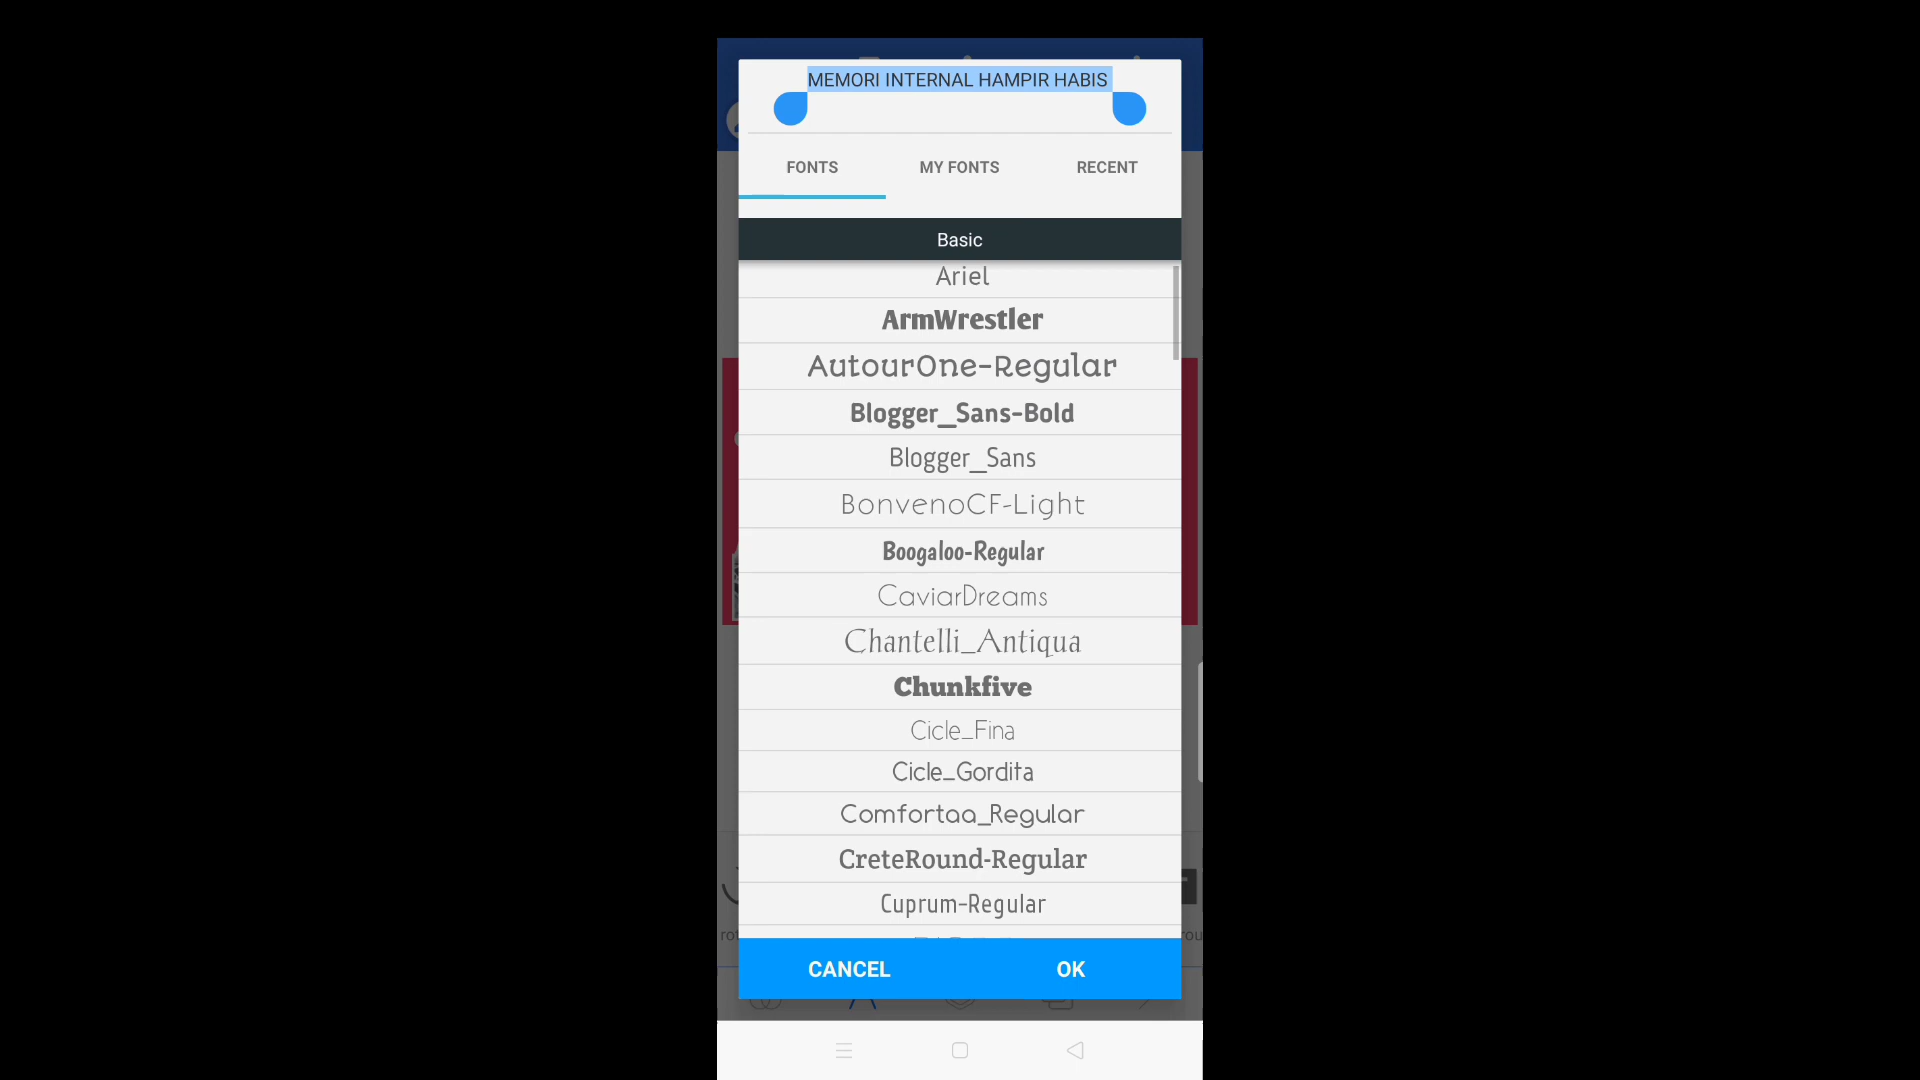 MEMORI INTERNAL HAMPIR HABIS
FONTS MY FONTS RECENT
Basic
Ariel
ArmWrestler
AutourOne-Regular
Blogger_Sans-Bold
Blogger_Sans
BonvenoCF-Light
Boogaloo-Regular
CaviarDreams
Chantelli_Antiqua
Chunkfive
Cicle_Fina
Cicle_Gordita
Comfortaa_Regular
CreteRound-Regular
Cuprum-Regular
CANCEL OK